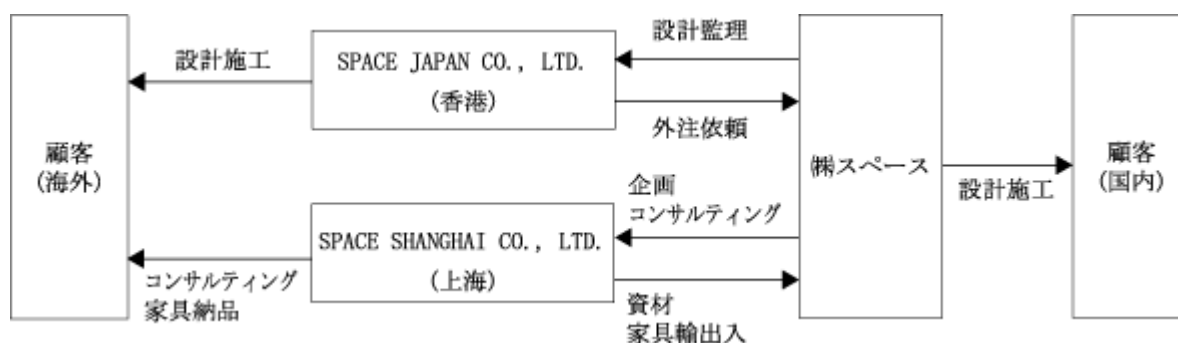 顧客
(海外)
設計施工
SPACE JAPAN CO., LTD.
(香港)
設計監理
外注依頼
コンサルティング
家具納品
SPACE SHANGHAI CO., LTD.
(上海)
企画
コンサルティング
資材
家具輸出入
㈱スペース
設計施工
顧客
(国内)